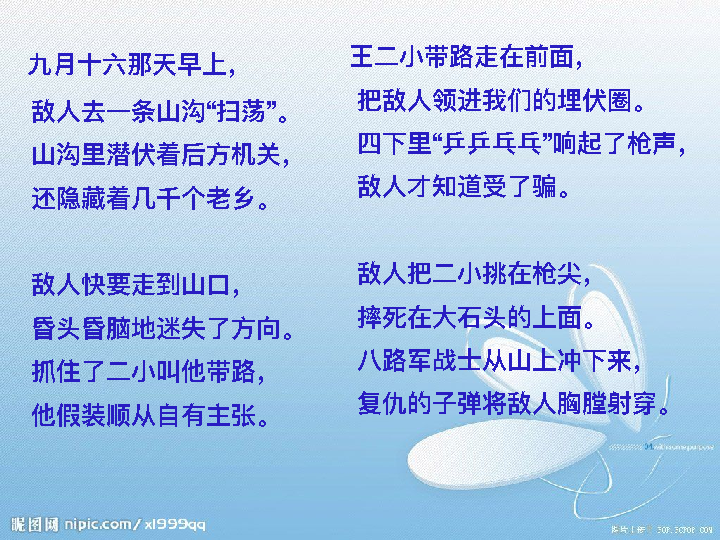 九月十六那天早上，
敌人去一条山沟“扫荡”。
山沟里潜伏着后方机关，
还隐藏着几千个老乡。
敌人快要走到山口，
昏头昏脑地迷失了方向。
抓住了二小叫他带路，
他假装顺从自有主张。
王二小带路走在前面，
把敌人领进我们的埋伏圈。
四下里“乒乒乓乓”响起了枪声，
敌人才知道受了骗。
敌人把二小挑在枪尖，
摔死在大石头的上面。
八路军战士从山上冲下来，
复仇的子弹将敌人胸膛射穿。
昵图网 nipic.com/xl999qq